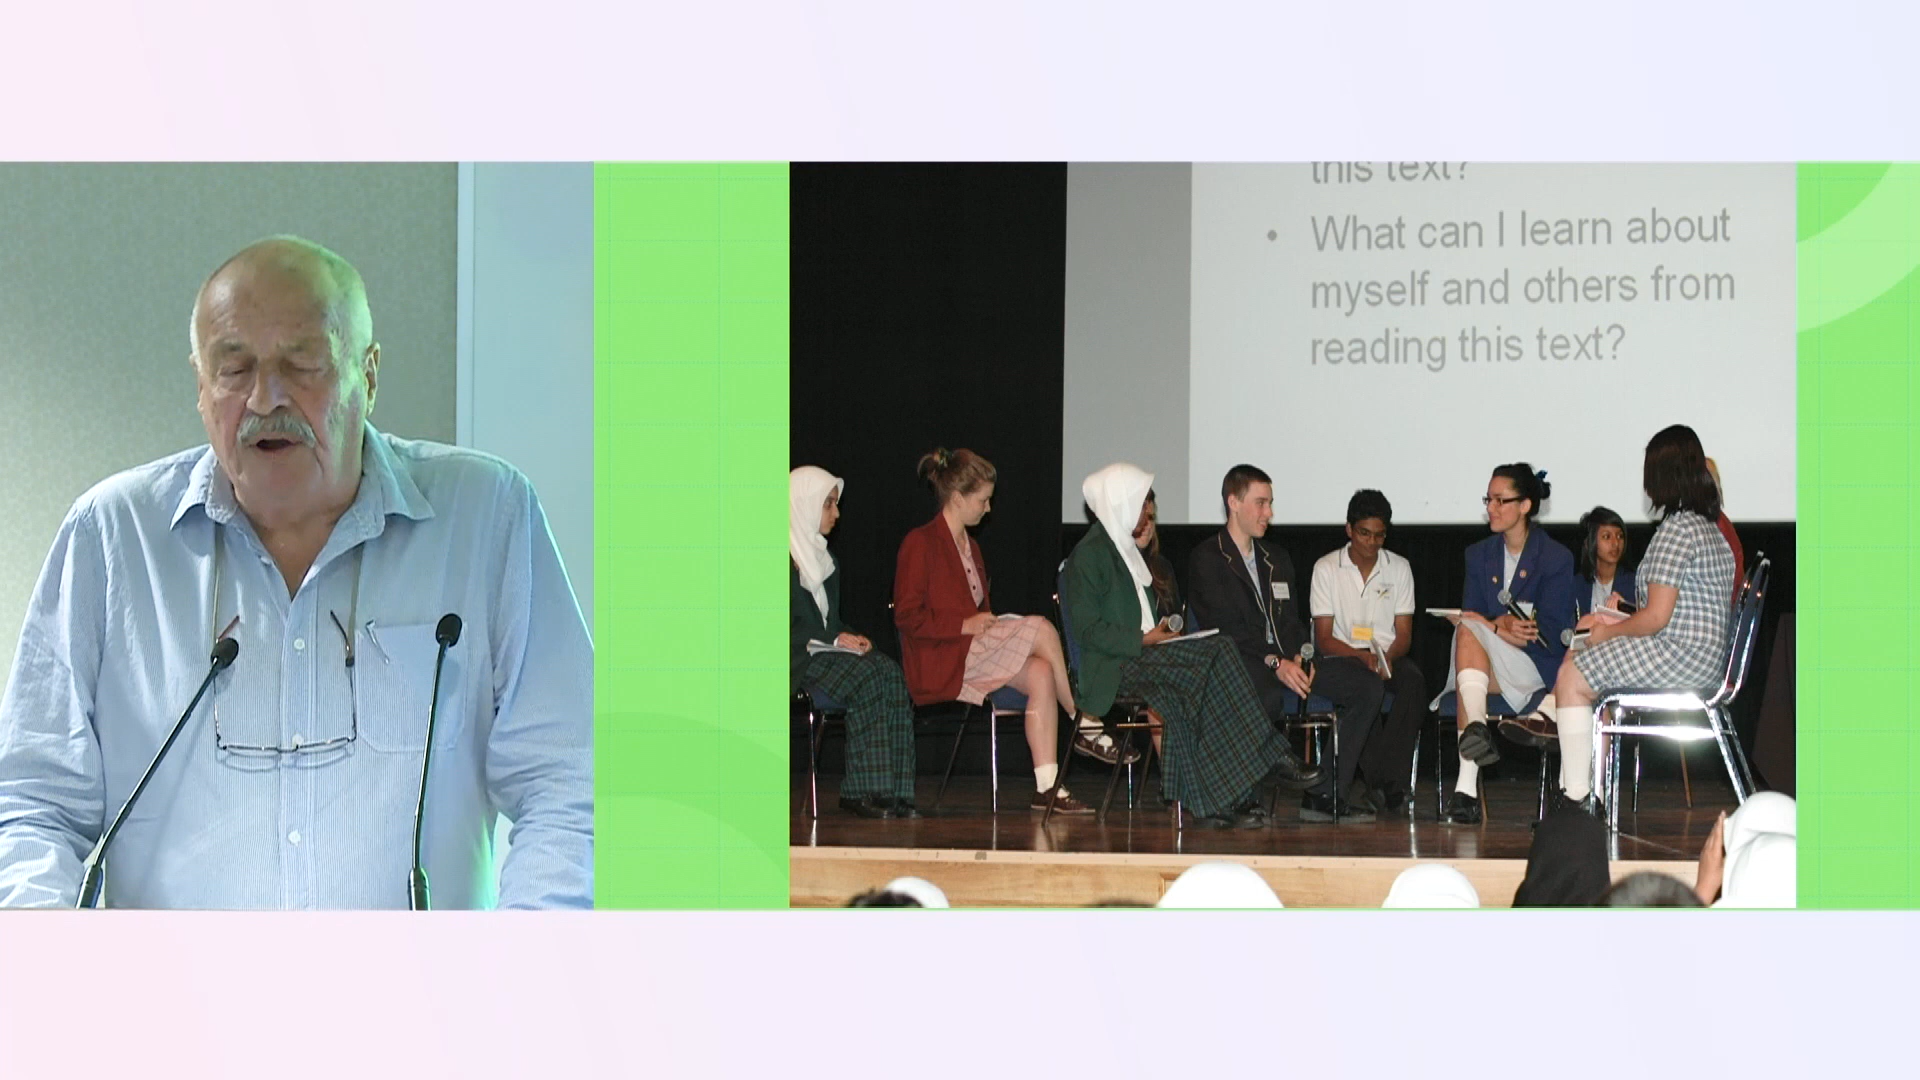 this text?
• What can I learn about
myself and others from
reading this text?